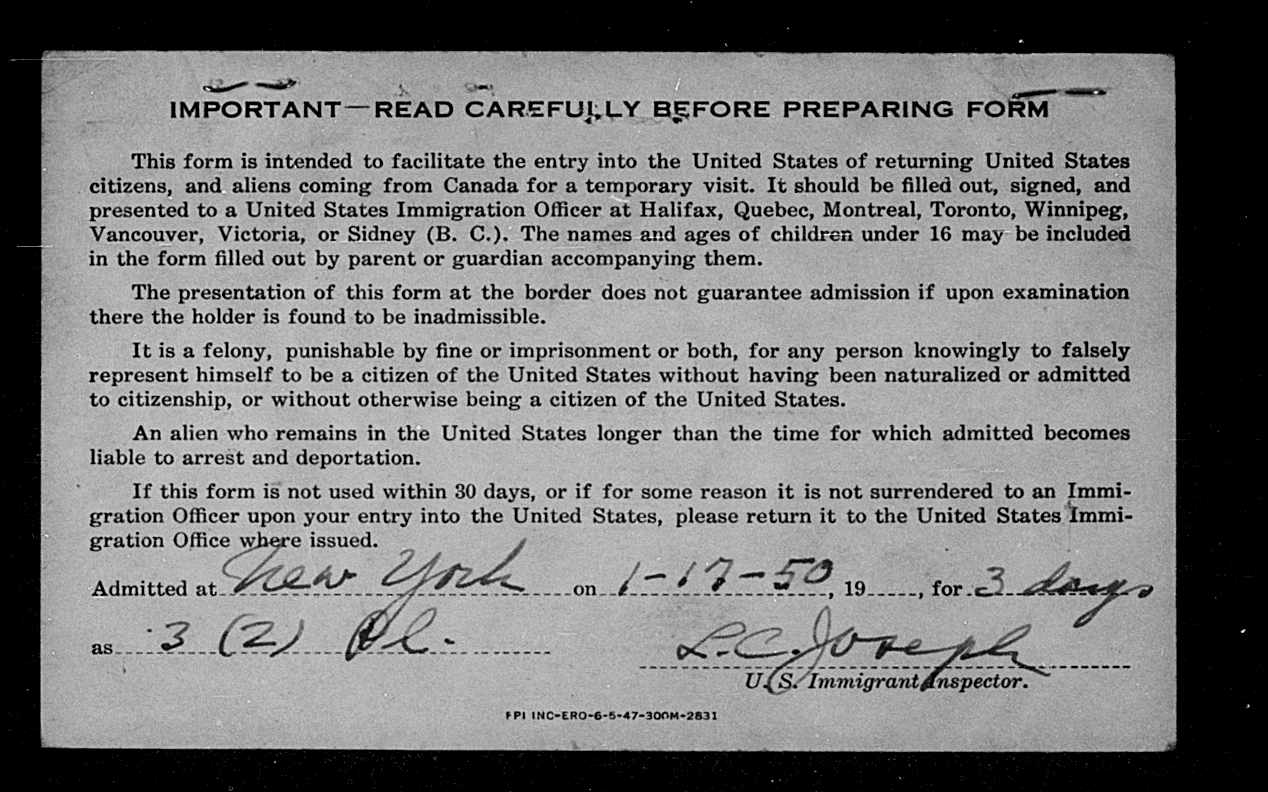 IMPORTANT—READ CAREFULLY BEFORE PREPARING FORM
This form is intended to facilitate the entry into the United States of returning United States
citizens, and aliens coming from Canada for a temporary visit. It should be filled out, signed, and
presented to a United States Immigration Officer at Halifax, Quebec, Montreal, Toronto, Winnipeg,
Vancouver, Victoria, or Sidney (B. C.). The names and ages of children under 16 may be included
in the form filled out by parent or guardian accompanying them.
The presentation of this form at the border does not guarantee admission if upon examination
there the holder is found to be inadmissible.
It is a felony, punishable by fine or imprisonment or both, for any person knowingly to falsely
represent himself to be a citizen of the United States without having been naturalized or admitted
to citizenship, or without otherwise being a citizen of the United States.
An alien who remains in the United States longer than the time for which admitted becomes
liable to arrest and deportation.
If this form is not used within 30 days, or if for some reason it is not surrendered to an Immi-
gration Officer upon your entry into the United States, please return it to the United States Immi-
gration Office where issued.
Admitted at New York on 1-17-50, 19....., for 3 days
as 3 (2)
L.C. Joseph
U. S. Immigrant Inspector.
FPI INC-ERO-6-5-47-300M-2831